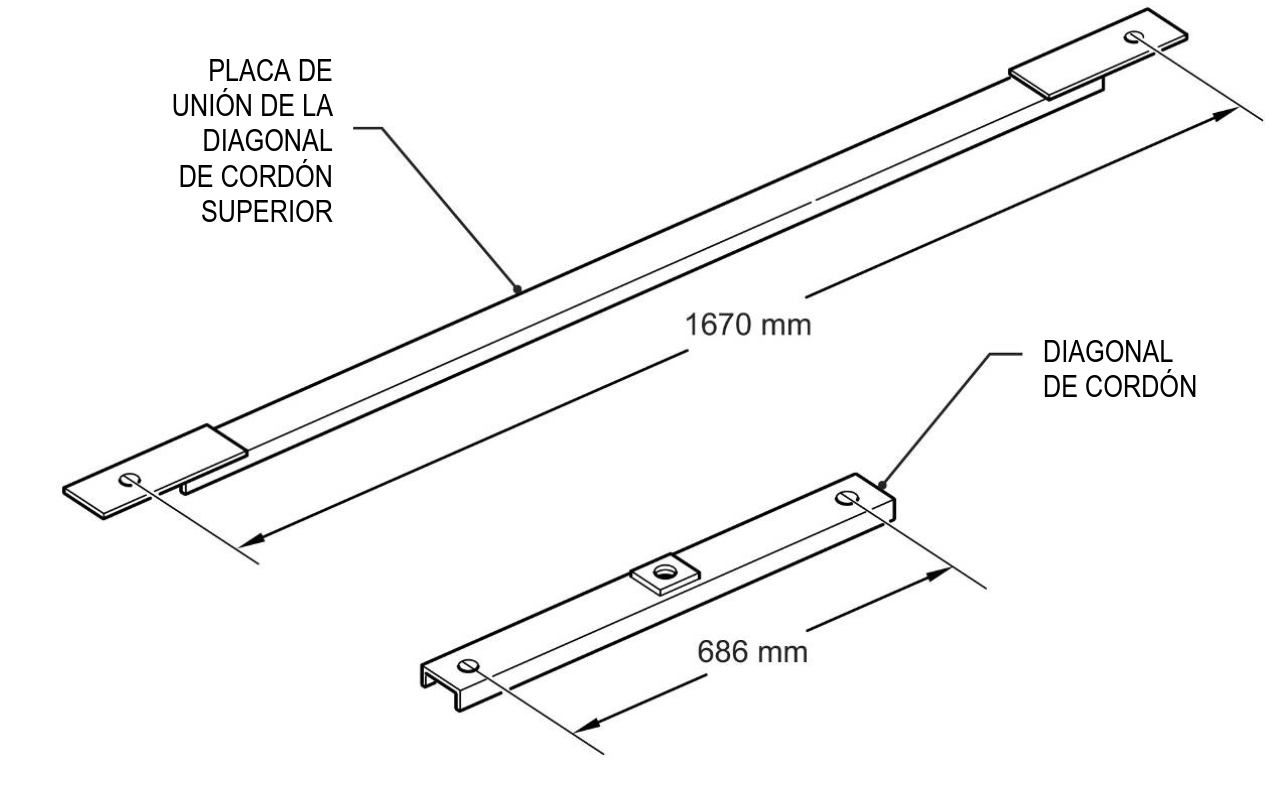 PLACA DE
UNIÓN DE LA
DIAGONAL
DE CORDÓN
SUPERIOR
1670 mm
DIAGONAL
DE CORDÓN
686 mm